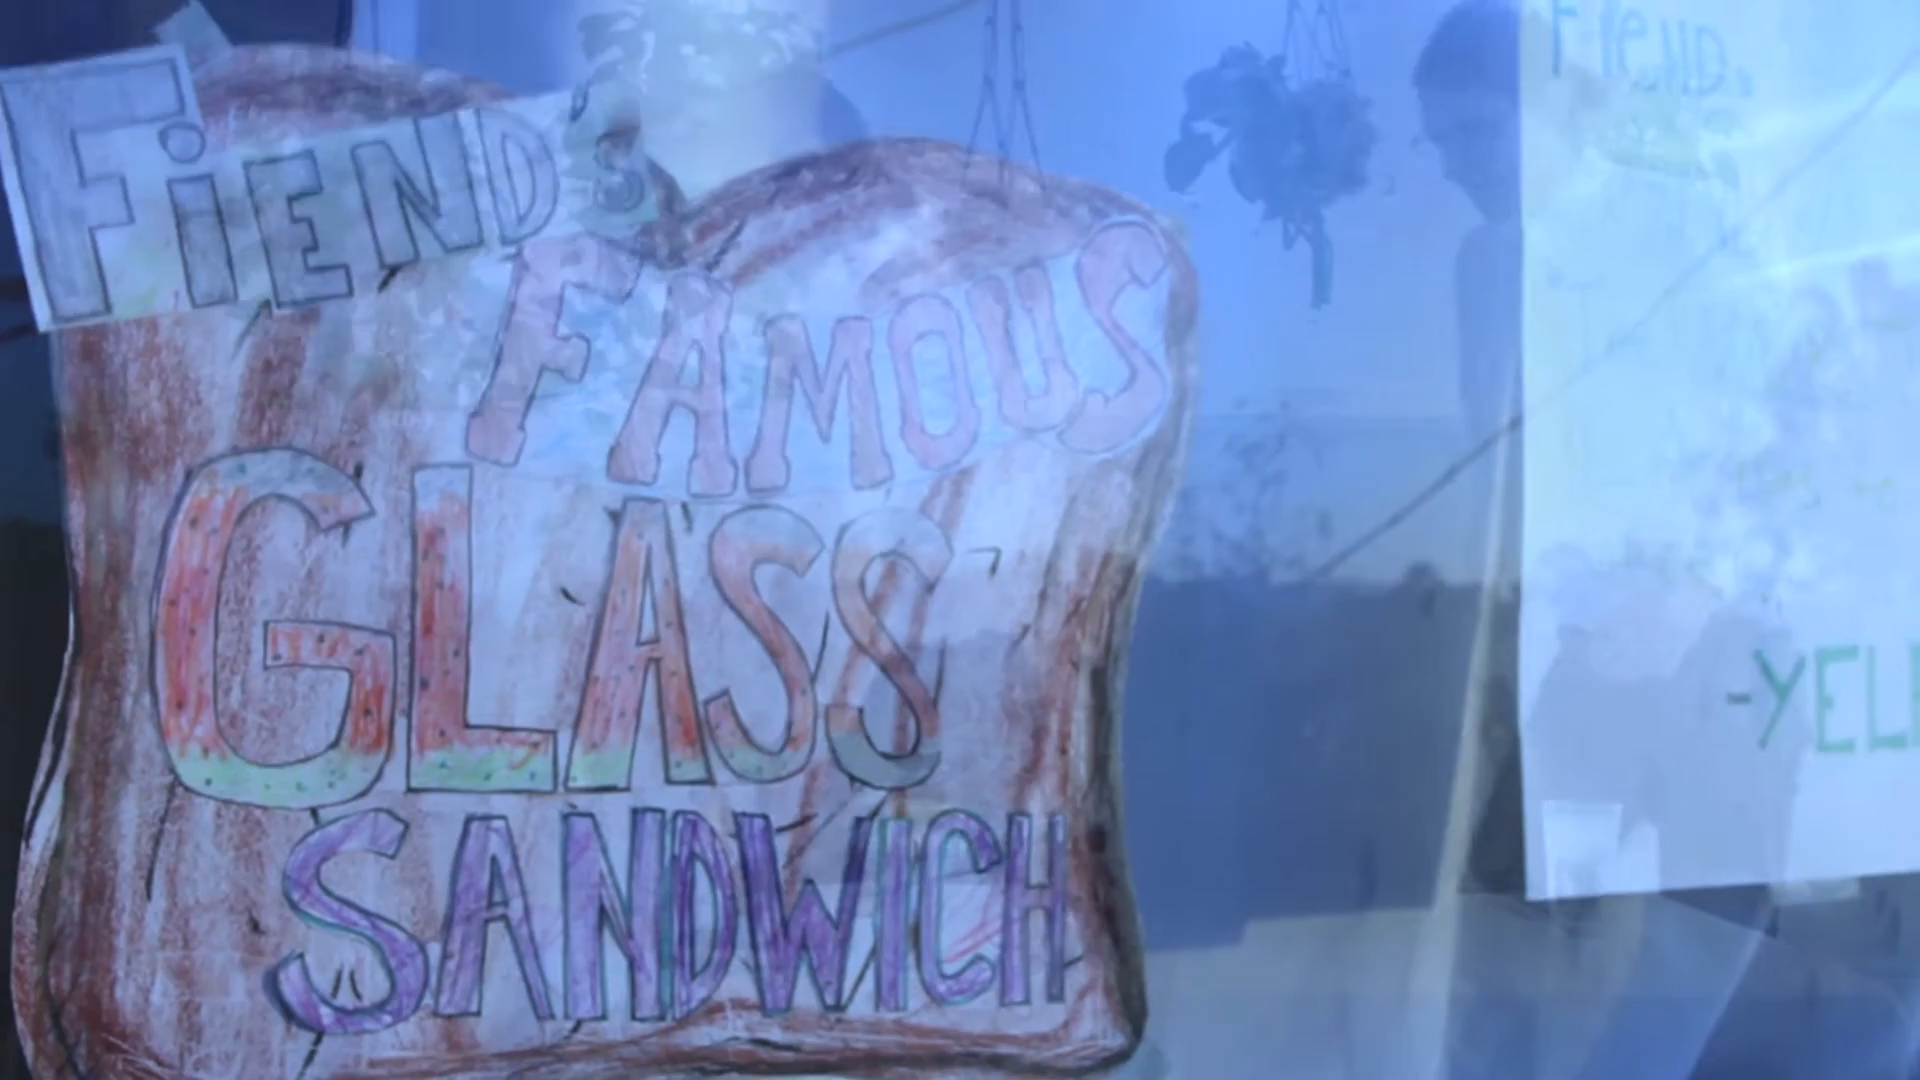 FiEND'S
FAMOUS
GLASS
SANDWICH
FieND
-YEL